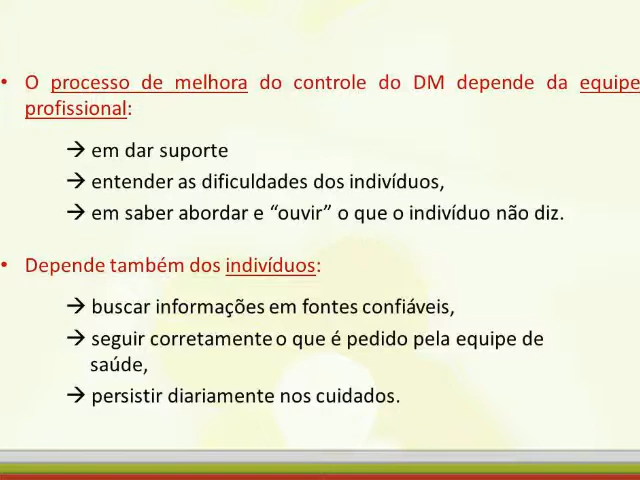 • O processo de melhora do controle do DM depende da equipe
profissional:
→ em dar suporte
→ entender as dificuldades dos indivíduos,
→ em saber abordar e “ouvir” o que o indivíduo não diz.
• Depende também dos indivíduos:
→ buscar informações em fontes confiáveis,
→ seguir corretamente o que é pedido pela equipe de
saúde,
→ persistir diariamente nos cuidados.